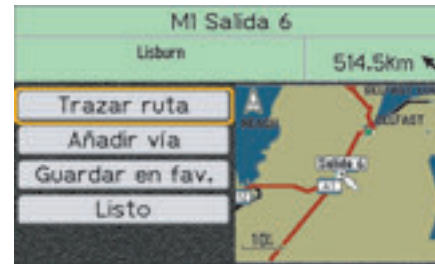 M1 Salida 6
Lisburn
514.5km
Trazar ruta
Añadir vía
Guardar en fav.
Listo
BELFAST
Salida 6
A1